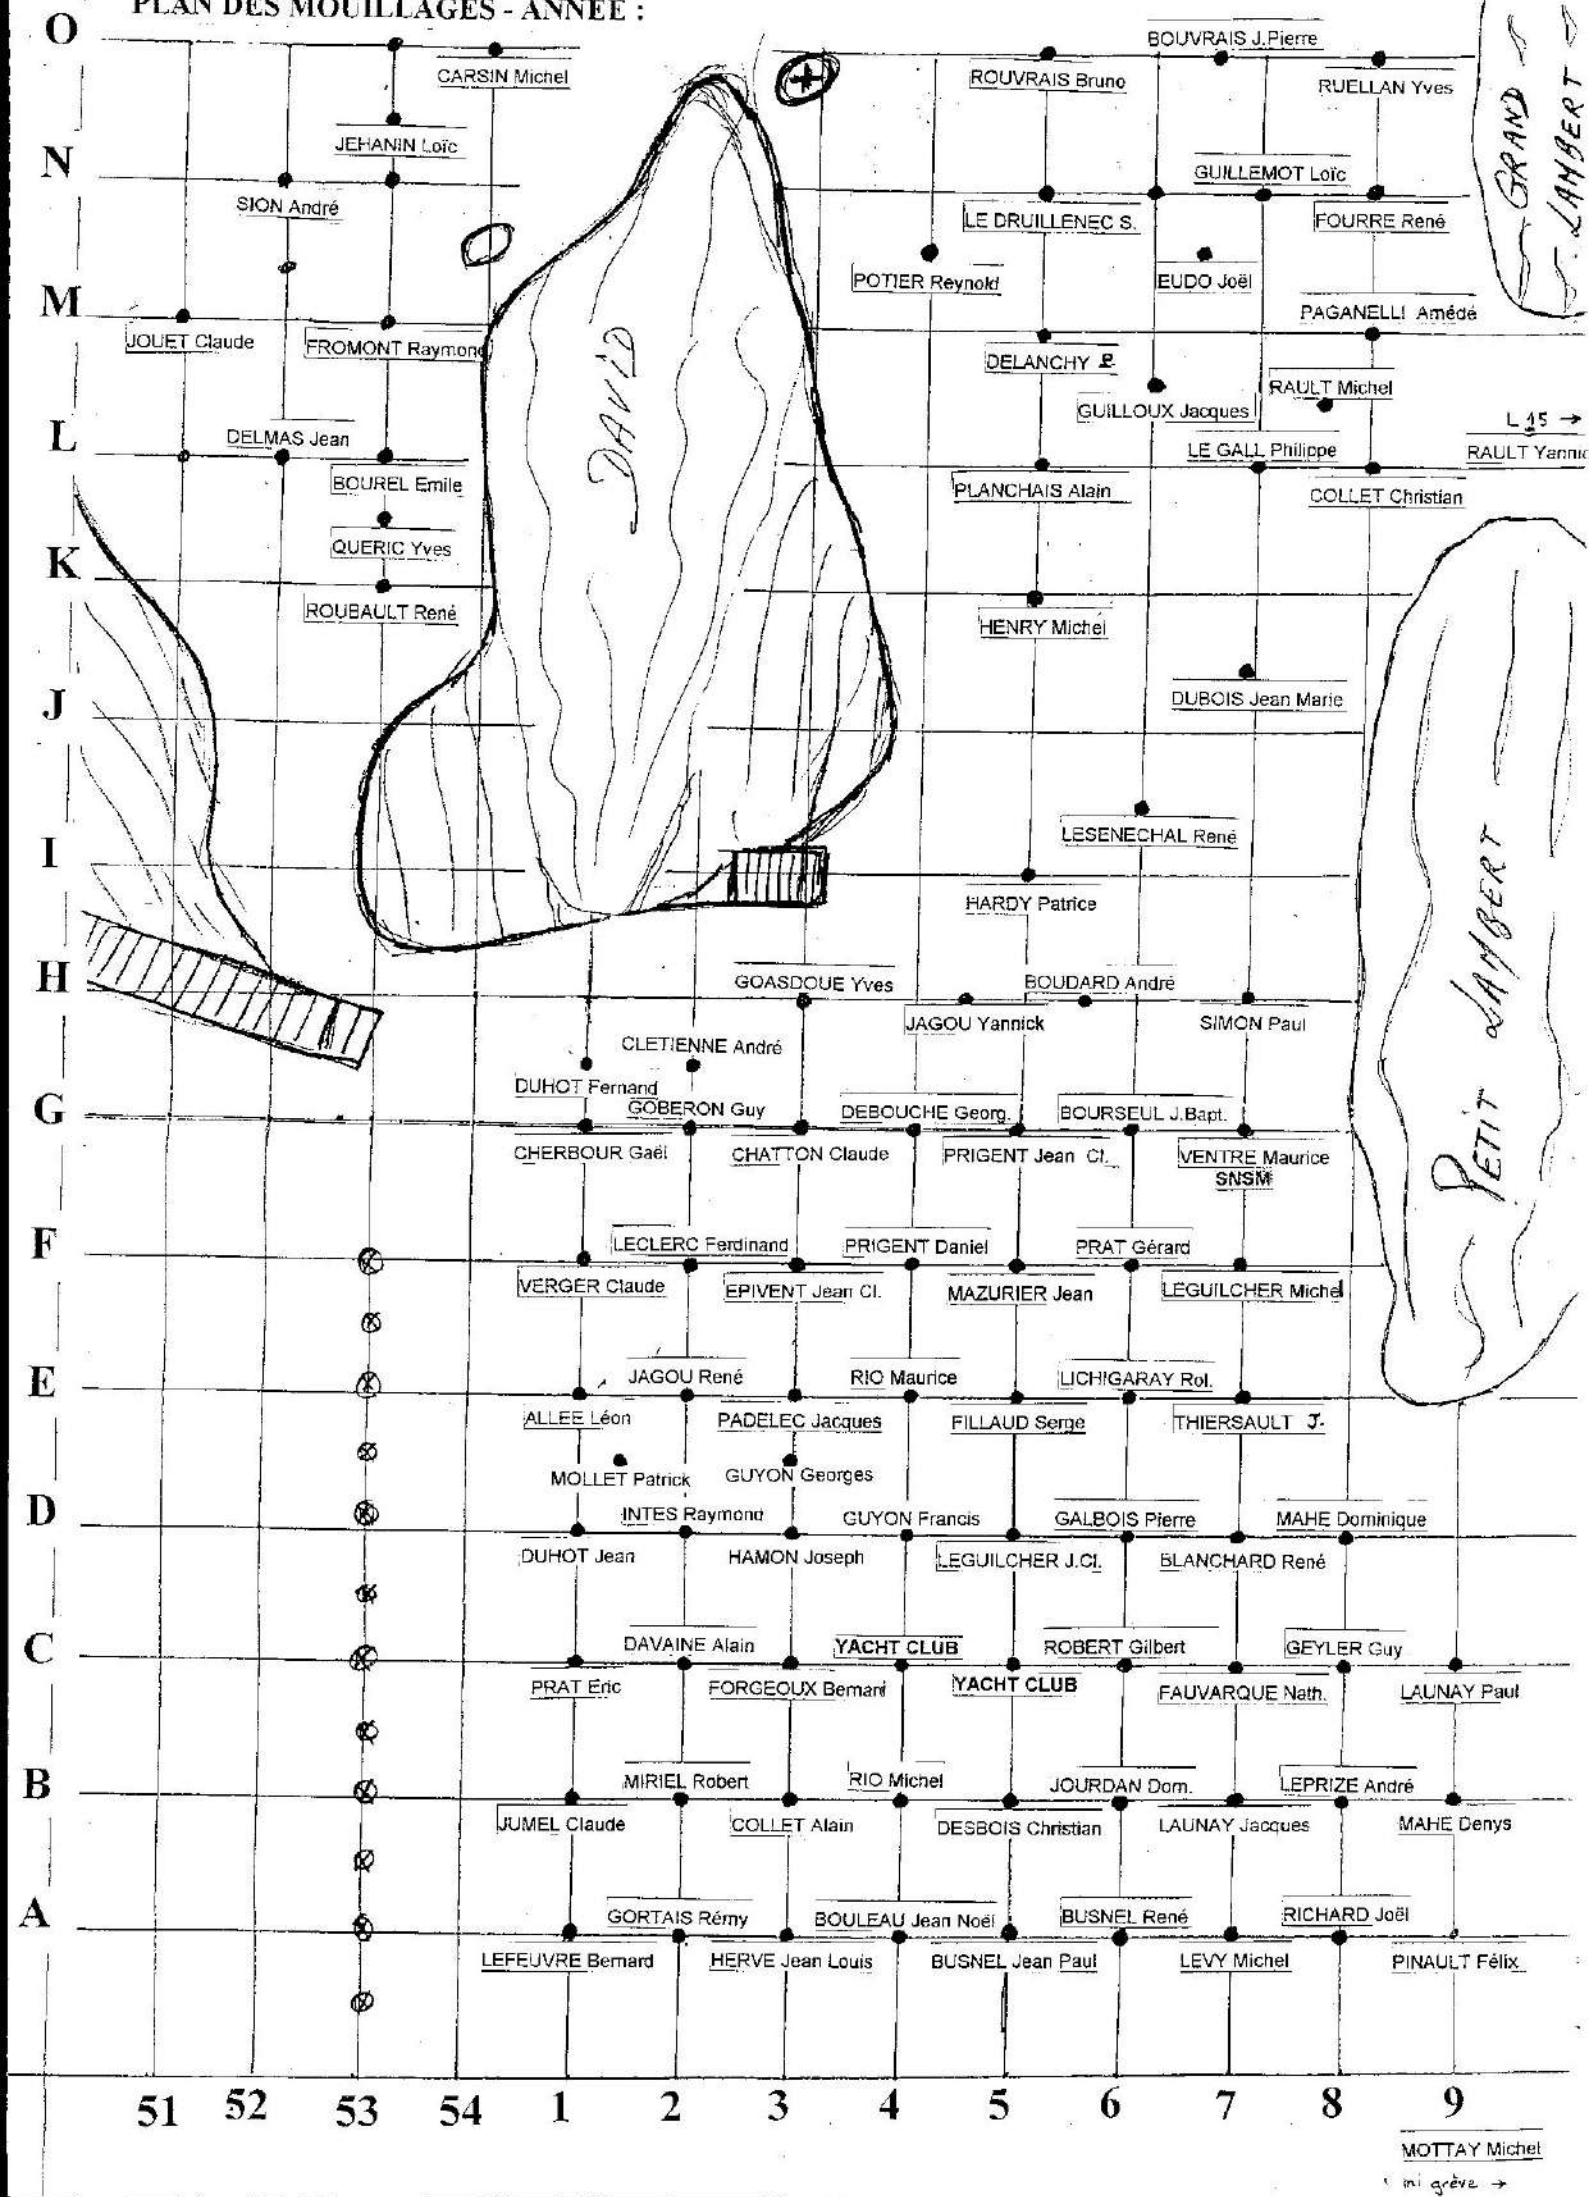 PLAN DES MOUILLAGES - ANNÉE :
O
BOUVRAIS J.Pierre
CARSIN Michel
ROUVRAIS Bruno
RUELLAN Yves
GRAND LAMBERT
JEHANIN Loïc
N
GUILLEMOT Loïc
SION André
LE DRUILLENEC S.
FOURRE René
POTIER Reynold
EUDO Joël
M
PAGANELLI Amédé
JOUET Claude
FROMONT Raymond
DAVID
DELANCHY P.
RAULT Michel
GUILLOUX Jacques
L 15 →
L
DELMAS Jean
LE GALL Philippe
RAULT Yannic
BOUREL Emile
PLANCHAIS Alain
COLLET Christian
QUERIC Yves
K
ROUBAULT René
HENRY Michel
J
DUBOIS Jean Marie
LESENECHAL René
I
HARDY Patrice
PETIT LAMBERT
H
GOASDOUE Yves
BOUDARD André
JAGOU Yannick
SIMON Paul
CLETIENNE André
DUHOT Fernand
G
GOBERON Guy
DEBOUCHE Georg.
BOURSEUL J.Bapt.
CHERBOUR Gaël
CHATTON Claude
PRIGENT Jean Cl.
VENTRE Maurice
SNSM
F
LECLERC Ferdinand
PRIGENT Daniel
PRAT Gérard
VERGER Claude
EPIVENT Jean Cl.
MAZURIER Jean
LEGUILCHER Michel
E
JAGOU René
RIO Maurice
LICHIGARAY Rol.
ALLEE Léon
PADELEC Jacques
FILLAUD Serge
THIERSAULT J.
MOLLET Patrick
GUYON Georges
D
INTES Raymond
GUYON Francis
GALBOIS Pierre
MAHE Dominique
DUHOT Jean
HAMON Joseph
LEGUILCHER J.Cl.
BLANCHARD René
C
DAVAINE Alain
YACHT CLUB
ROBERT Gilbert
GEYLER Guy
PRAT Eric
FORGEOUX Bernard
YACHT CLUB
FAUVARQUE Nath.
LAUNAY Paul
B
MIRIEL Robert
RIO Michel
JOURDAN Dom.
LEPRIZE André
JUMEL Claude
COLLET Alain
DESBOIS Christian
LAUNAY Jacques
MAHE Denys
A
GORTAIS Rémy
BOULEAU Jean Noël
BUSNEL René
RICHARD Joël
LEFEUVRE Bernard
HERVE Jean Louis
BUSNEL Jean Paul
LEVY Michel
PINAULT Félix
51 52 53 54 1 2 3 4 5 6 7 8 9
MOTTAY Michel
mi grève →